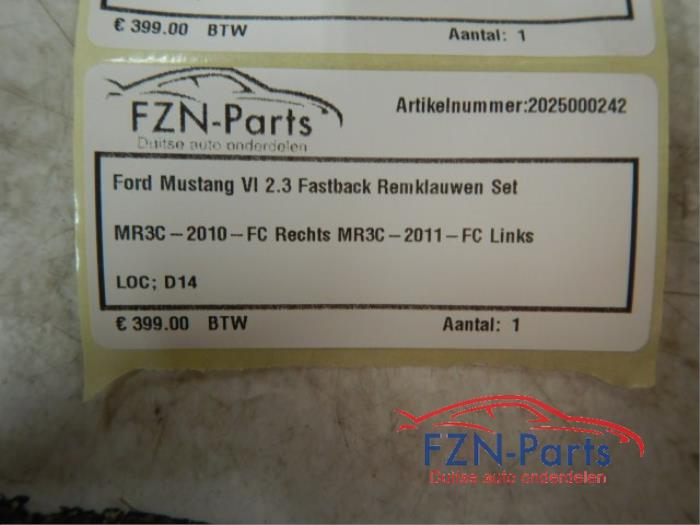 € 399.00 BTW Aantal: 1
FZN-Parts
Duitse auto onderdelen
Artikelnummer:2025000242
Ford Mustang VI 2.3 Fastback Remklauwen Set
MR3C-2010-FC Rechts MR3C-2011-FC Links
LOC; D14
€ 399.00 BTW Aantal: 1
FZN-Parts
Duitse auto onderdelen